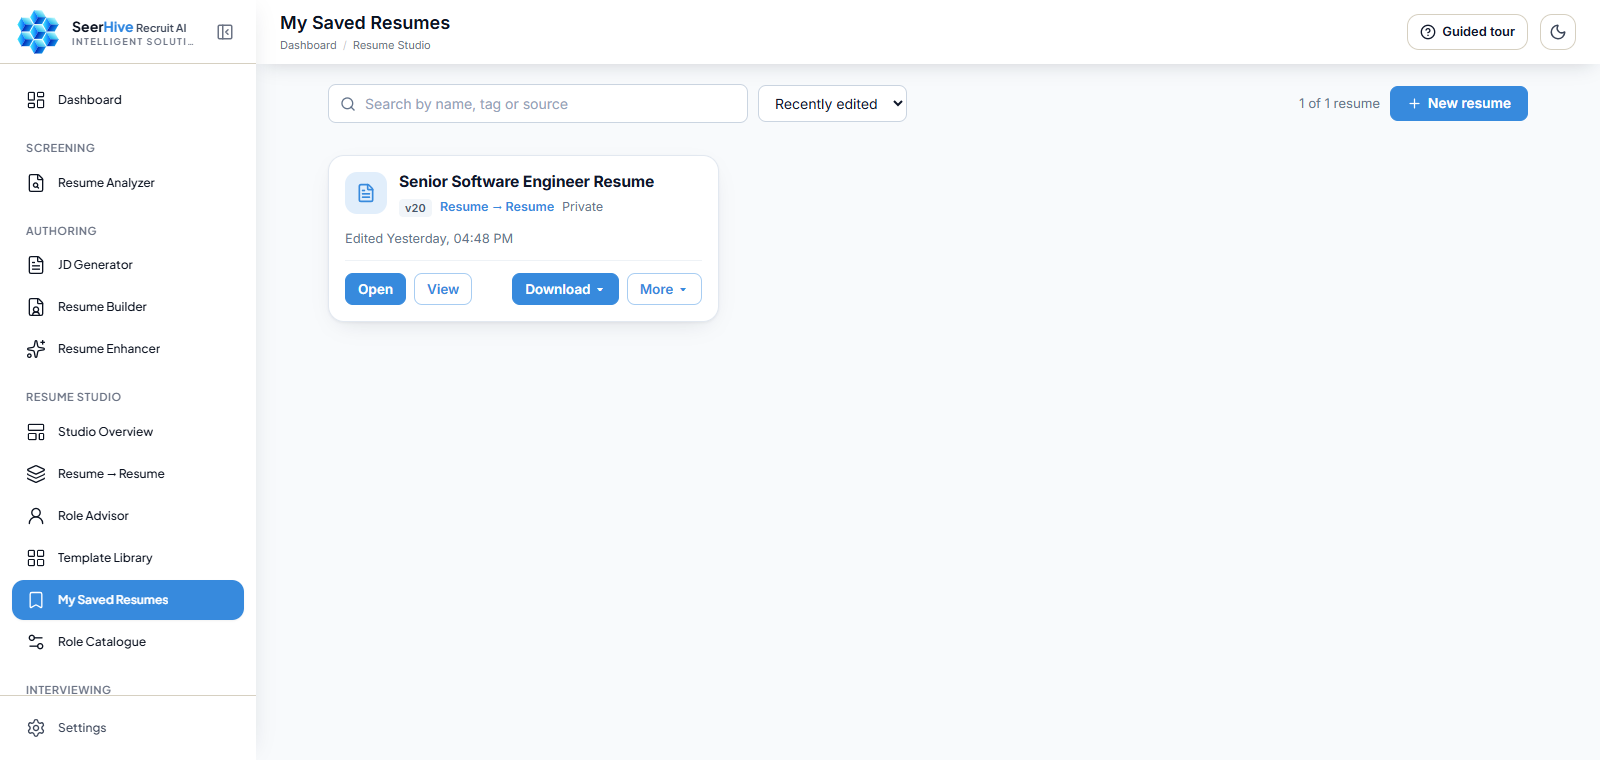 SeerHive Recruit AI
INTELLIGENT SOLUTI...
Dashboard
SCREENING
Resume Analyzer
AUTHORING
JD Generator
Resume Builder
Resume Enhancer
RESUME STUDIO
Studio Overview
Resume → Resume
Role Advisor
Template Library
My Saved Resumes
Role Catalogue
INTERVIEWING
Settings
My Saved Resumes
Dashboard / Resume Studio
Guided tour
Search by name, tag or source
Recently edited
1 of 1 resume
+ New resume
Senior Software Engineer Resume
v20 Resume → Resume Private
Edited Yesterday, 04:48 PM
Open View Download More